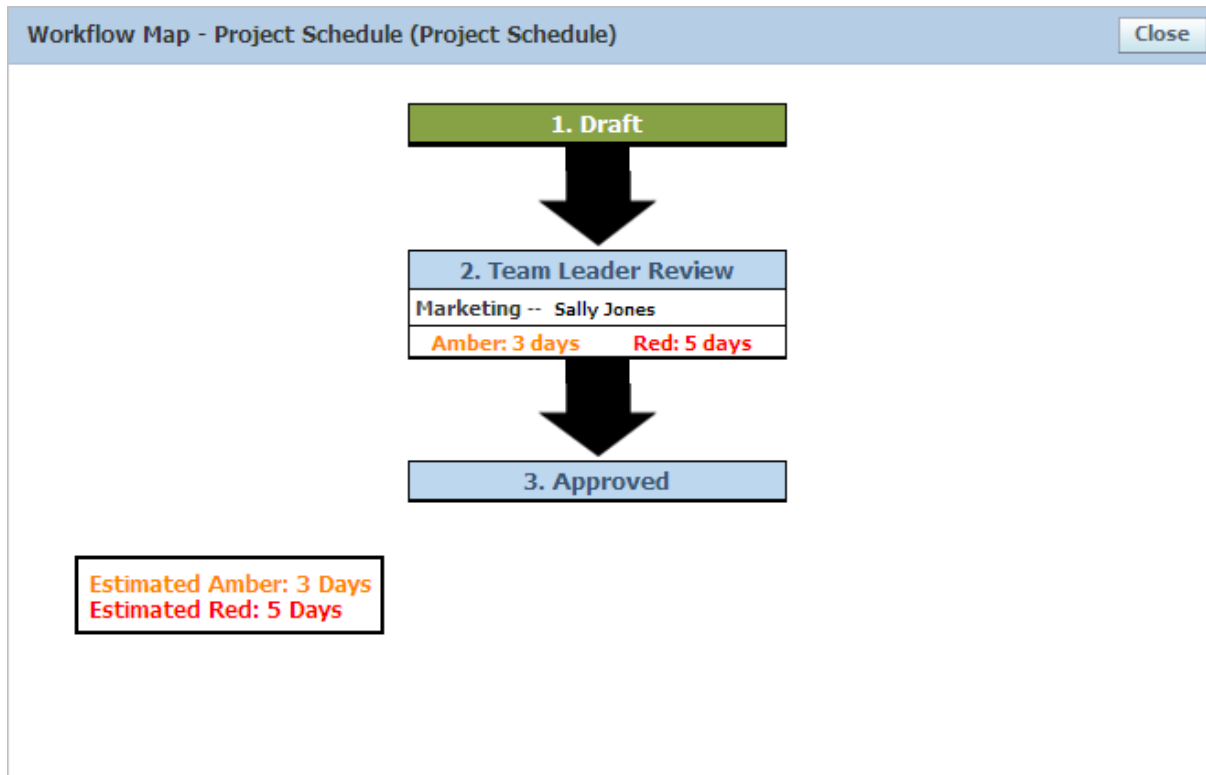 Workflow Map - Project Schedule (Project Schedule)
Close
1. Draft
2. Team Leader Review
Marketing -- Sally Jones
Amber: 3 days Red: 5 days
3. Approved
Estimated Amber: 3 Days
Estimated Red: 5 Days